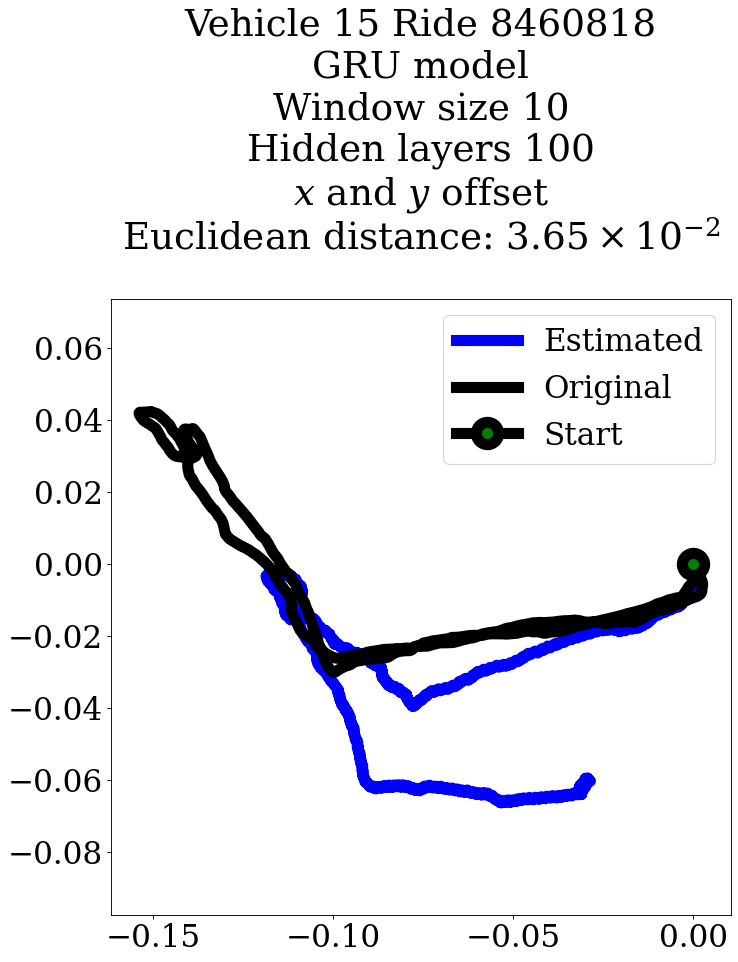 Vehicle 15 Ride 8460818
GRU model
Window size 10
Hidden layers 100
x and y offset
Euclidean distance: 3.65 × 10⁻²
Estimated
Original
Start
0.06
0.04
0.02
0.00
−0.02
−0.04
−0.06
−0.08
−0.15 −0.10 −0.05 0.00